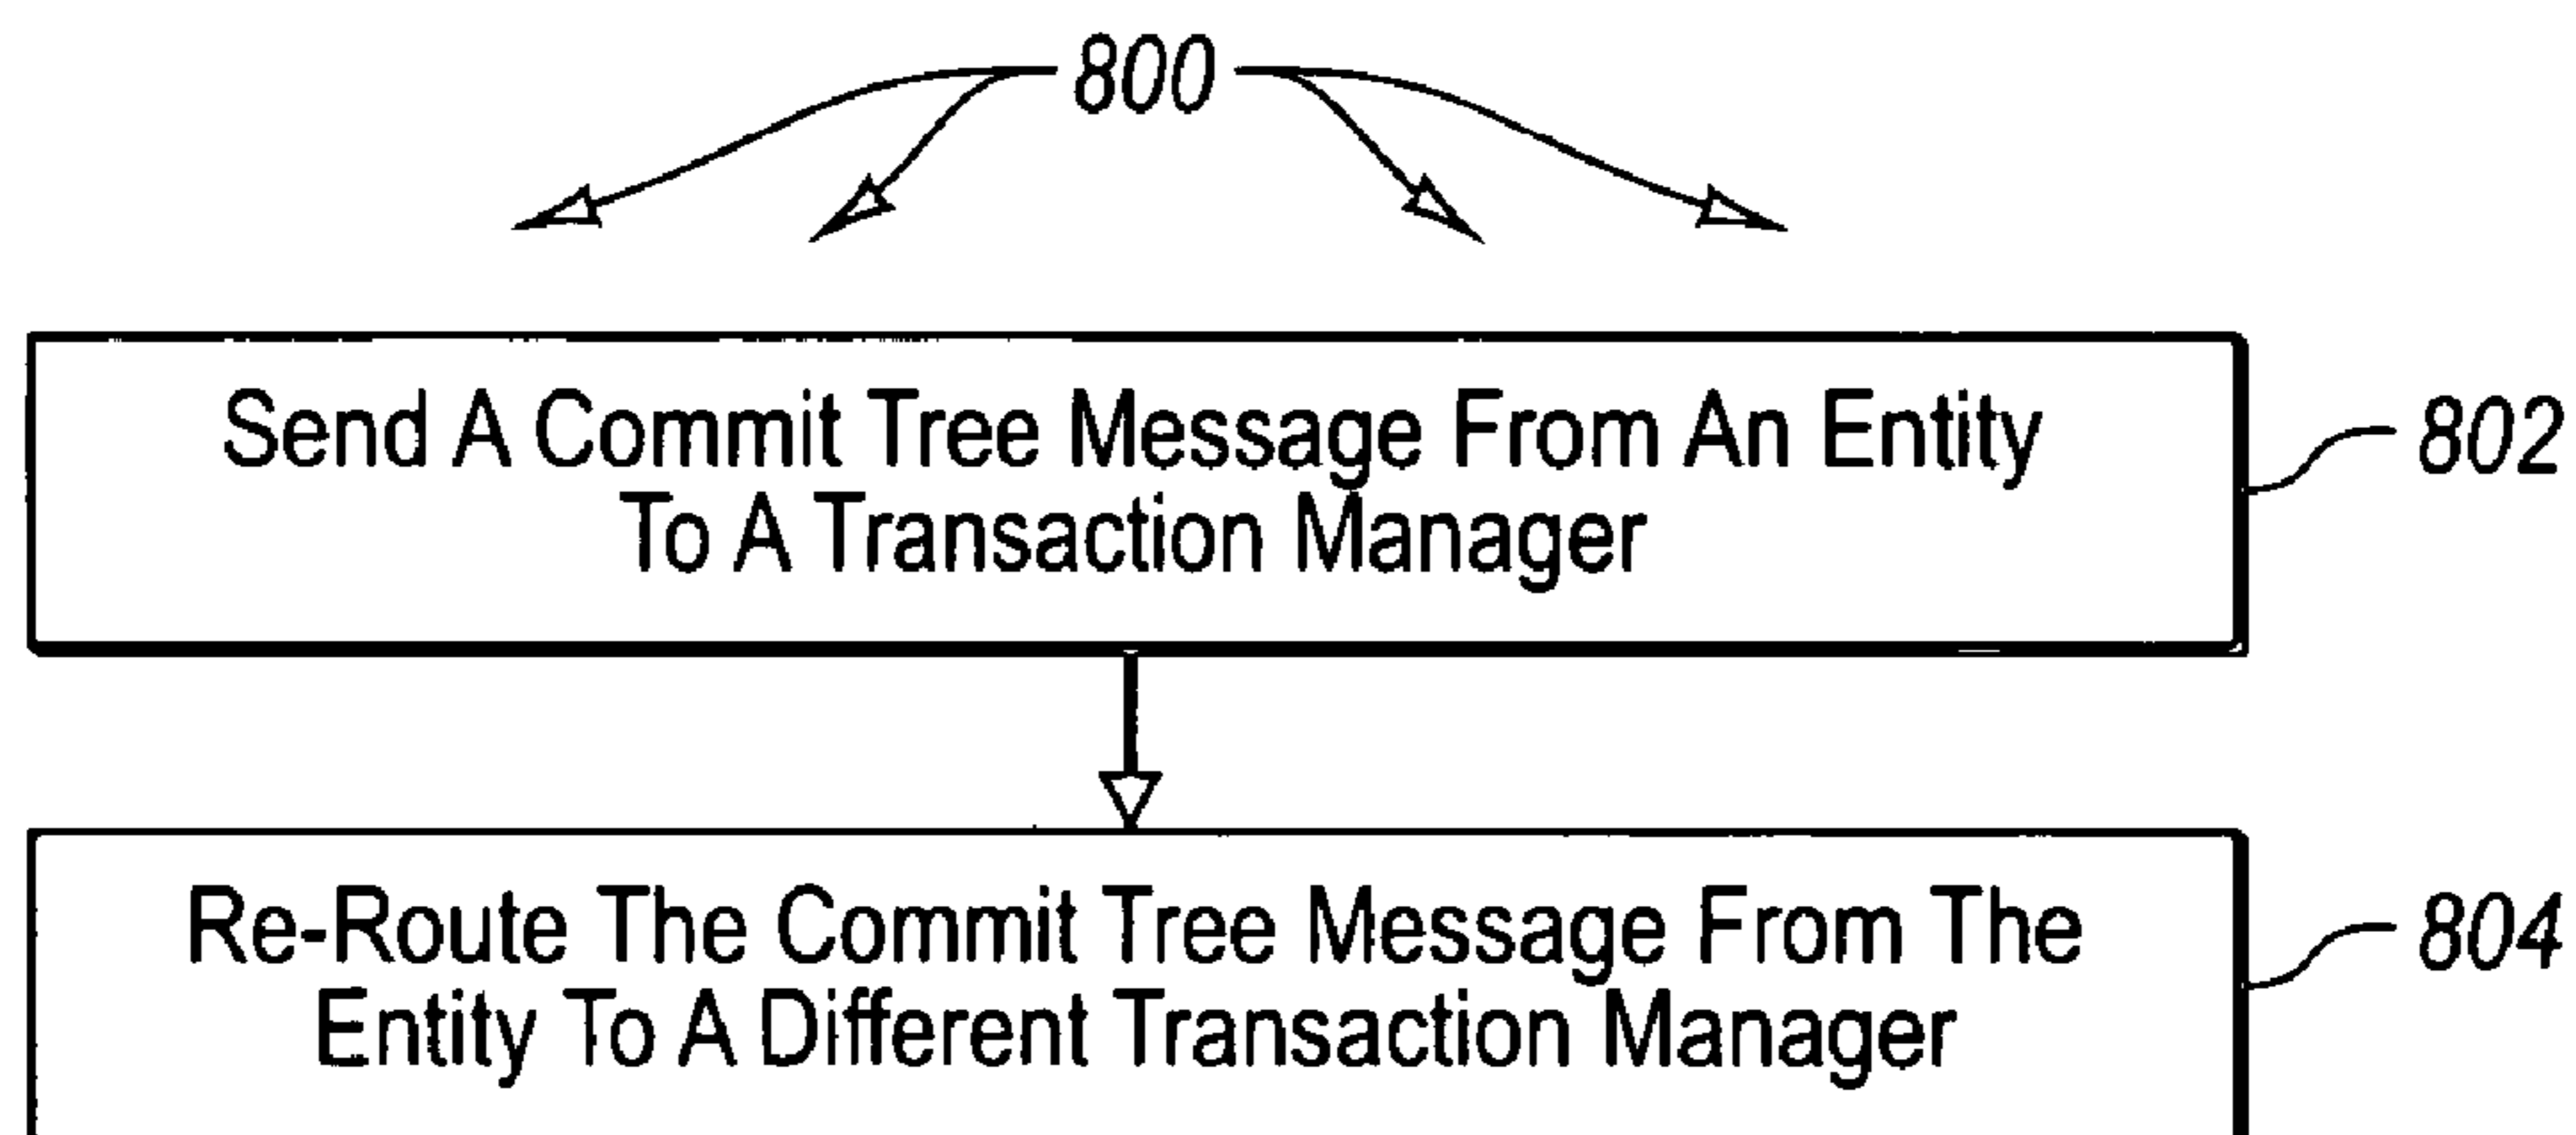 800
Send A Commit Tree Message From An Entity
To A Transaction Manager
802
Re-Route The Commit Tree Message From The
Entity To A Different Transaction Manager
804